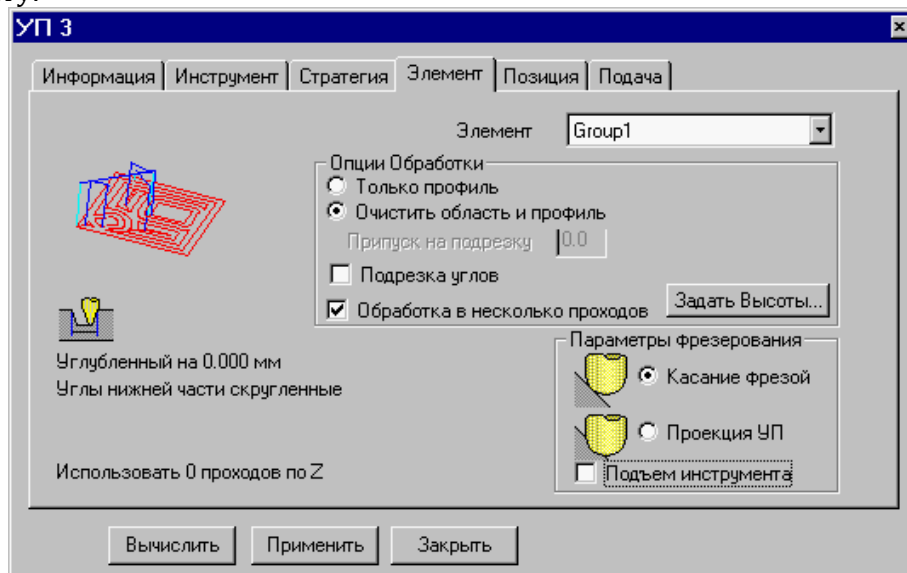 ту.
УП 3
Информация Инструмент Стратегия Элемент Позиция Подача
Элемент Group1
Опции Обработки
Только профиль
Очистить область и профиль
Припуск на подрезку 0.0
Подрезка углов
Обработка в несколько проходов Задать Высоты...
Параметры фрезерования
Углубленный на 0.000 мм
Касание фрезой
Углы нижней части скругленные
Проекция УП
Использовать 0 проходов по Z Подъем инструмента
Вычислить Применить Закрыть